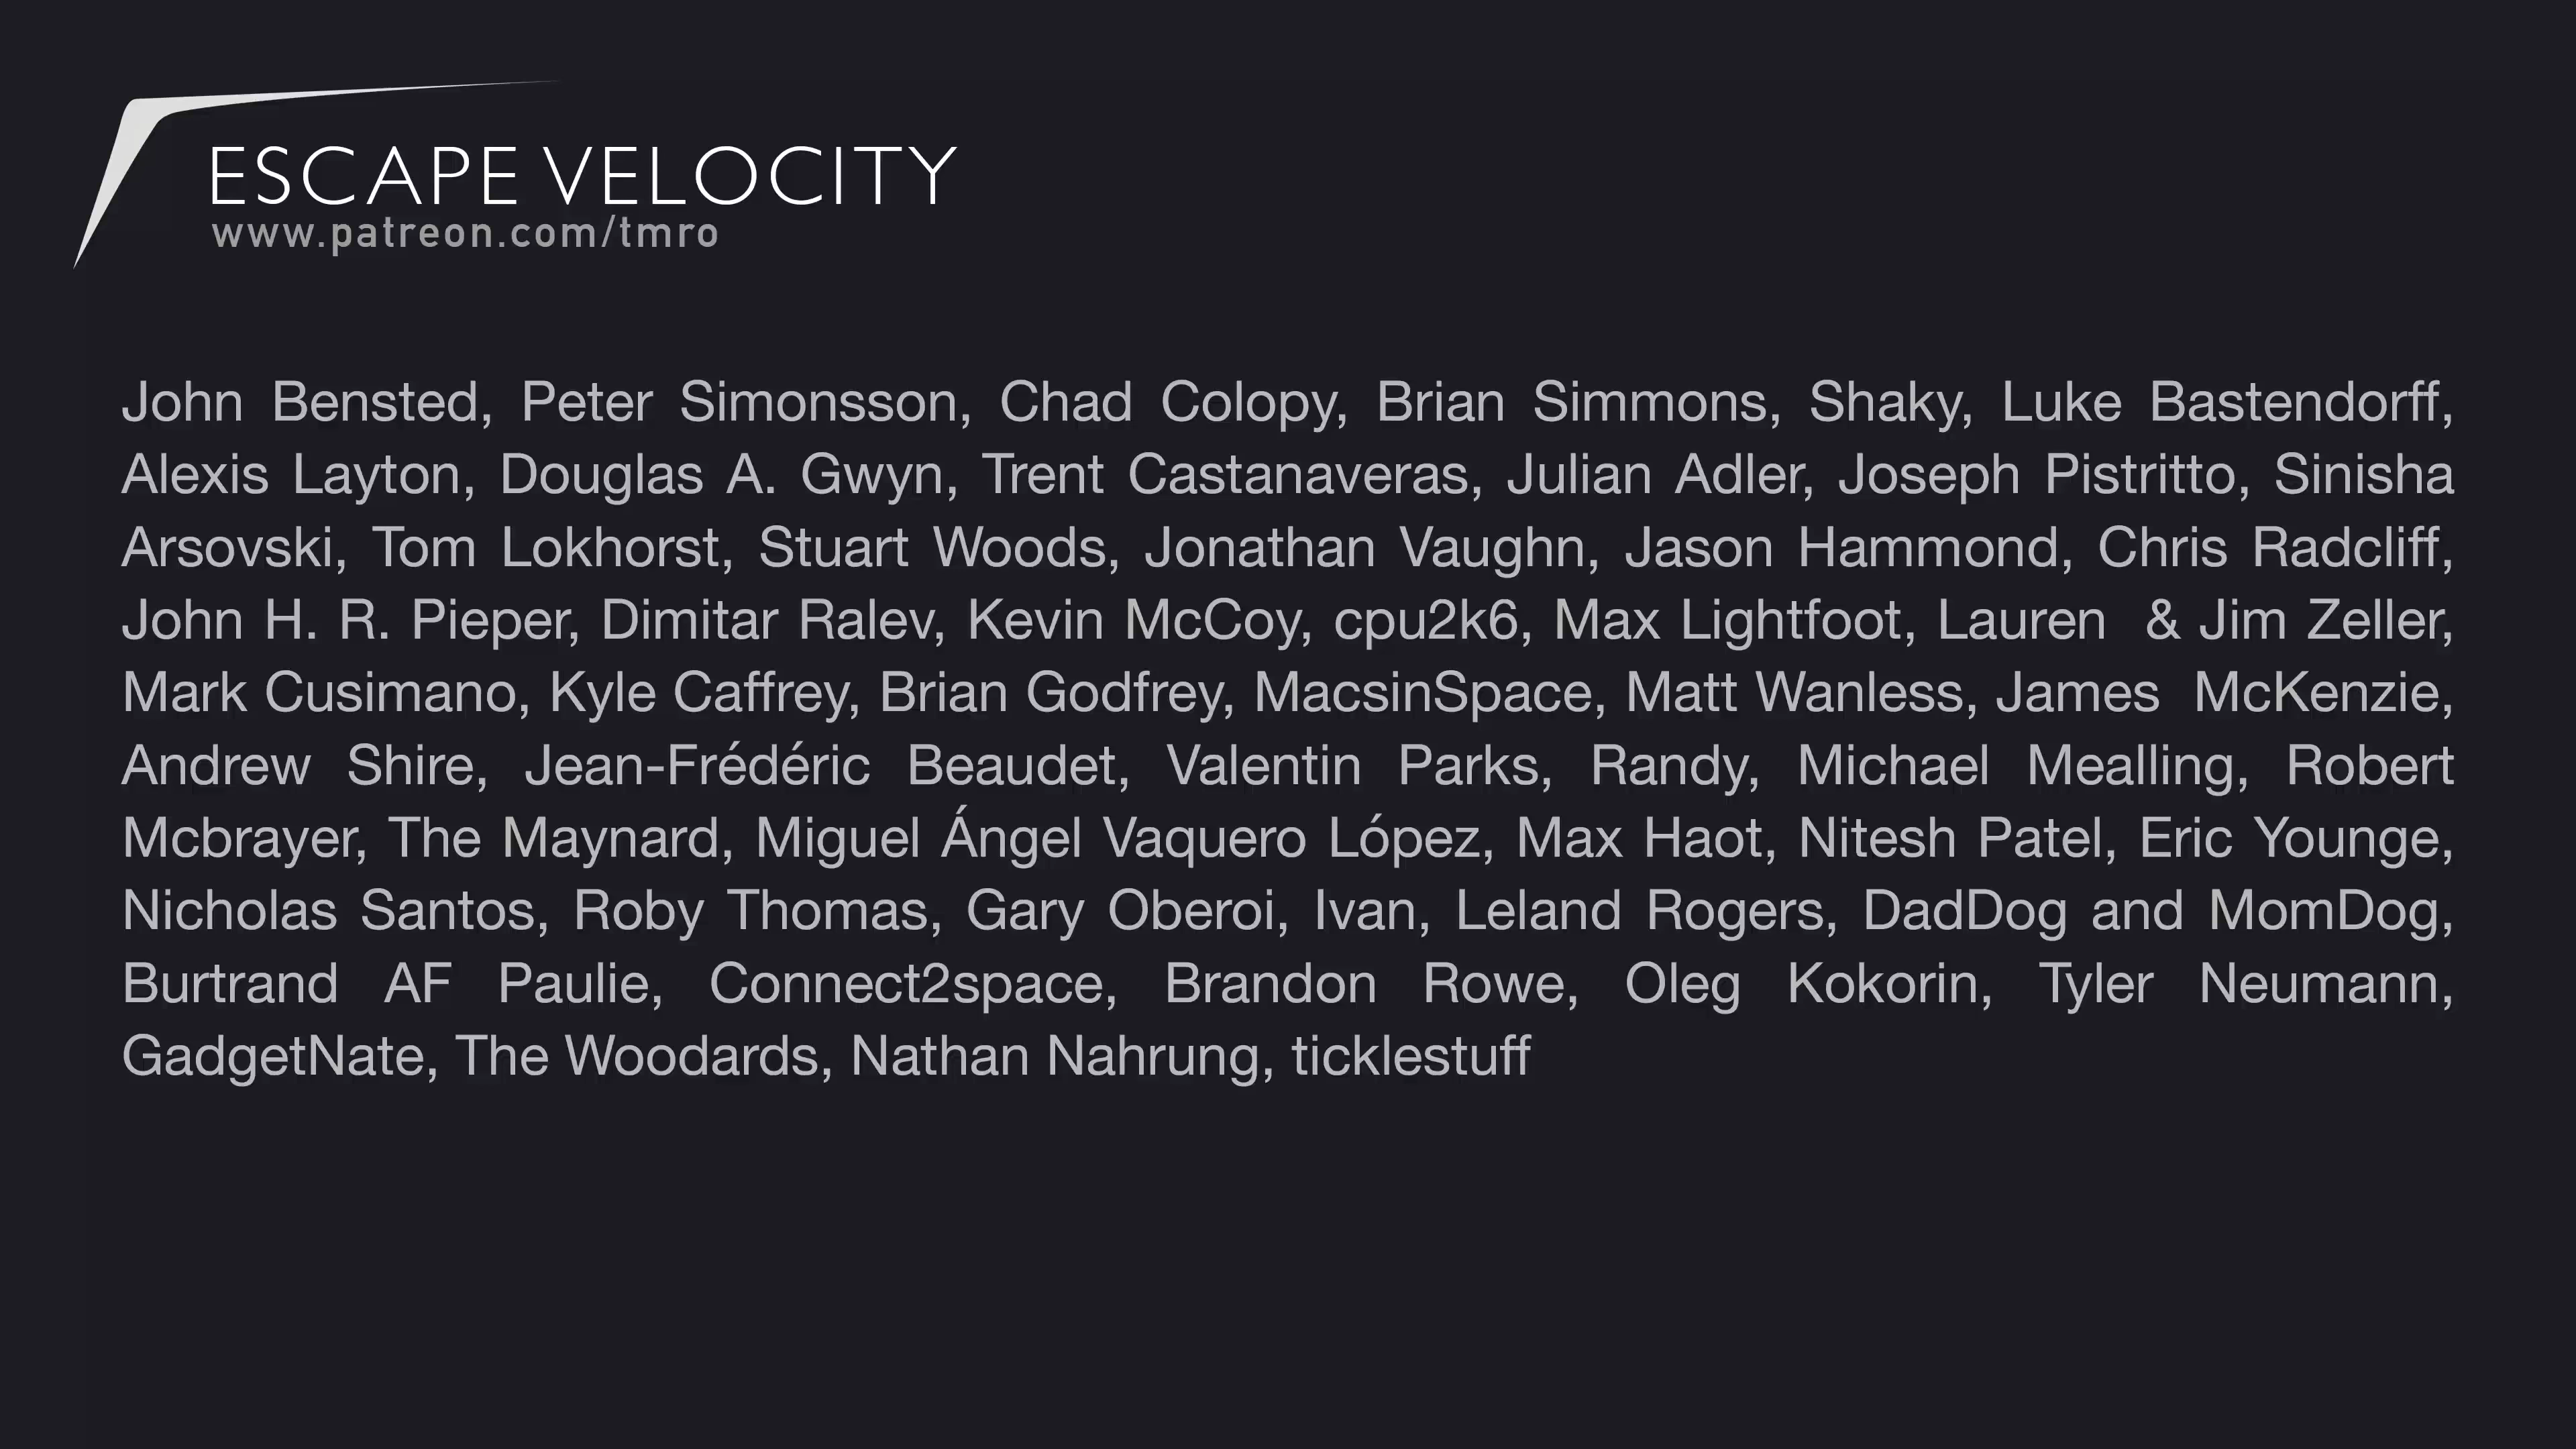 ESCAPE VELOCITY
www.patreon.com/tmro
John Bensted, Peter Simonsson, Chad Colopy, Brian Simmons, Shaky, Luke Bastendorff,
Alexis Layton, Douglas A. Gwyn, Trent Castanaveras, Julian Adler, Joseph Pistritto, Sinisha
Arsovski, Tom Lokhorst, Stuart Woods, Jonathan Vaughn, Jason Hammond, Chris Radcliff,
John H. R. Pieper, Dimitar Ralev, Kevin McCoy, cpu2k6, Max Lightfoot, Lauren  & Jim Zeller,
Mark Cusimano, Kyle Caffrey, Brian Godfrey, MacsinSpace, Matt Wanless, James  McKenzie,
Andrew Shire, Jean-Frédéric Beaudet, Valentin Parks, Randy, Michael Mealling, Robert
Mcbrayer, The Maynard, Miguel Ángel Vaquero López, Max Haot, Nitesh Patel, Eric Younge,
Nicholas Santos, Roby Thomas, Gary Oberoi, Ivan, Leland Rogers, DadDog and MomDog,
Burtrand AF Paulie, Connect2space, Brandon Rowe, Oleg Kokorin, Tyler Neumann,
GadgetNate, The Woodards, Nathan Nahrung, ticklestuff